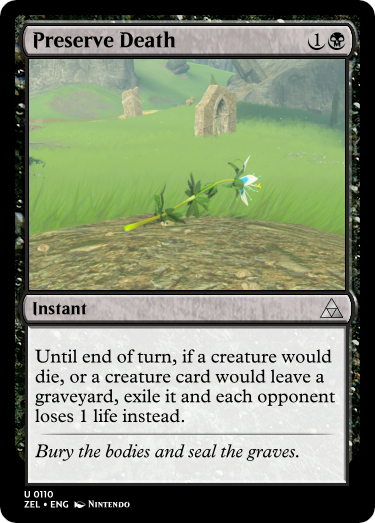 Preserve Death
1
Instant
Until end of turn, if a creature would
die, or a creature card would leave a
graveyard, exile it and each opponent
loses 1 life instead.
Bury the bodies and seal the graves.
U 0110
ZEL • ENG Nintendo